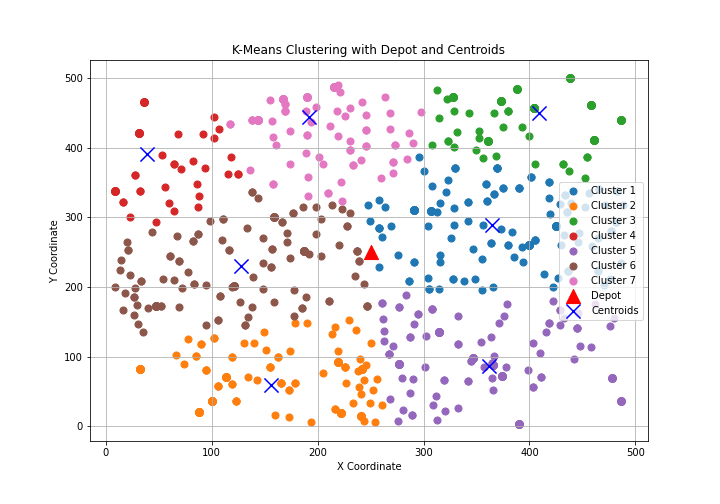 K-Means Clustering with Depot and Centroids
500
400
300
200
100
0
Y Coordinate
0 100 200 300 400 500
X Coordinate
Cluster 1
Cluster 2
Cluster 3
Cluster 4
Cluster 5
Cluster 6
Cluster 7
Depot
Centroids